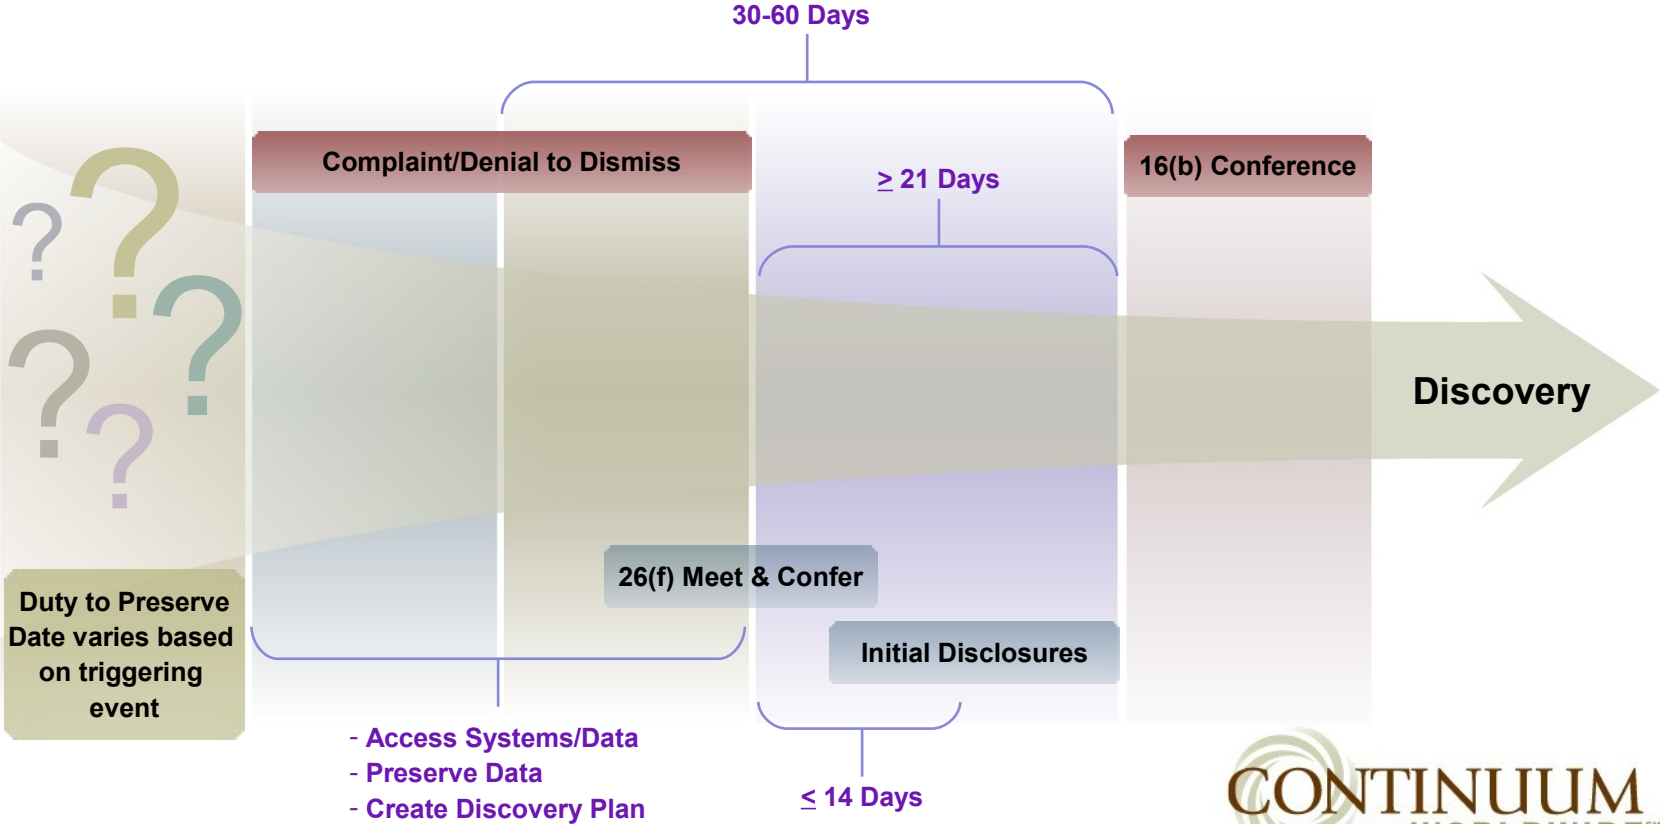 30-60 Days
Complaint/Denial to Dismiss
≥ 21 Days
16(b) Conference
? ? ? ? ?
Discovery
26(f) Meet & Confer
Initial Disclosures
Duty to Preserve
Date varies based
on triggering
event
- Access Systems/Data
- Preserve Data
- Create Discovery Plan
≤ 14 Days
CONTINUUM